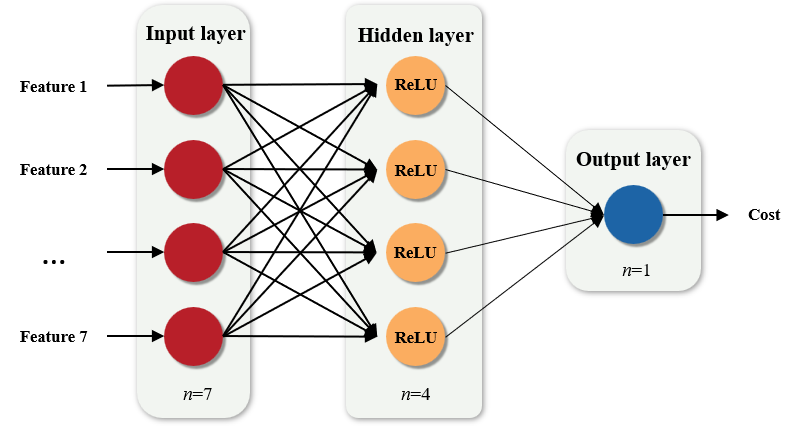 Input layer
Hidden layer
Feature 1
ReLU
Feature 2
ReLU
Output layer
Cost
...
ReLU
n=1
Feature 7
ReLU
n=7
n=4